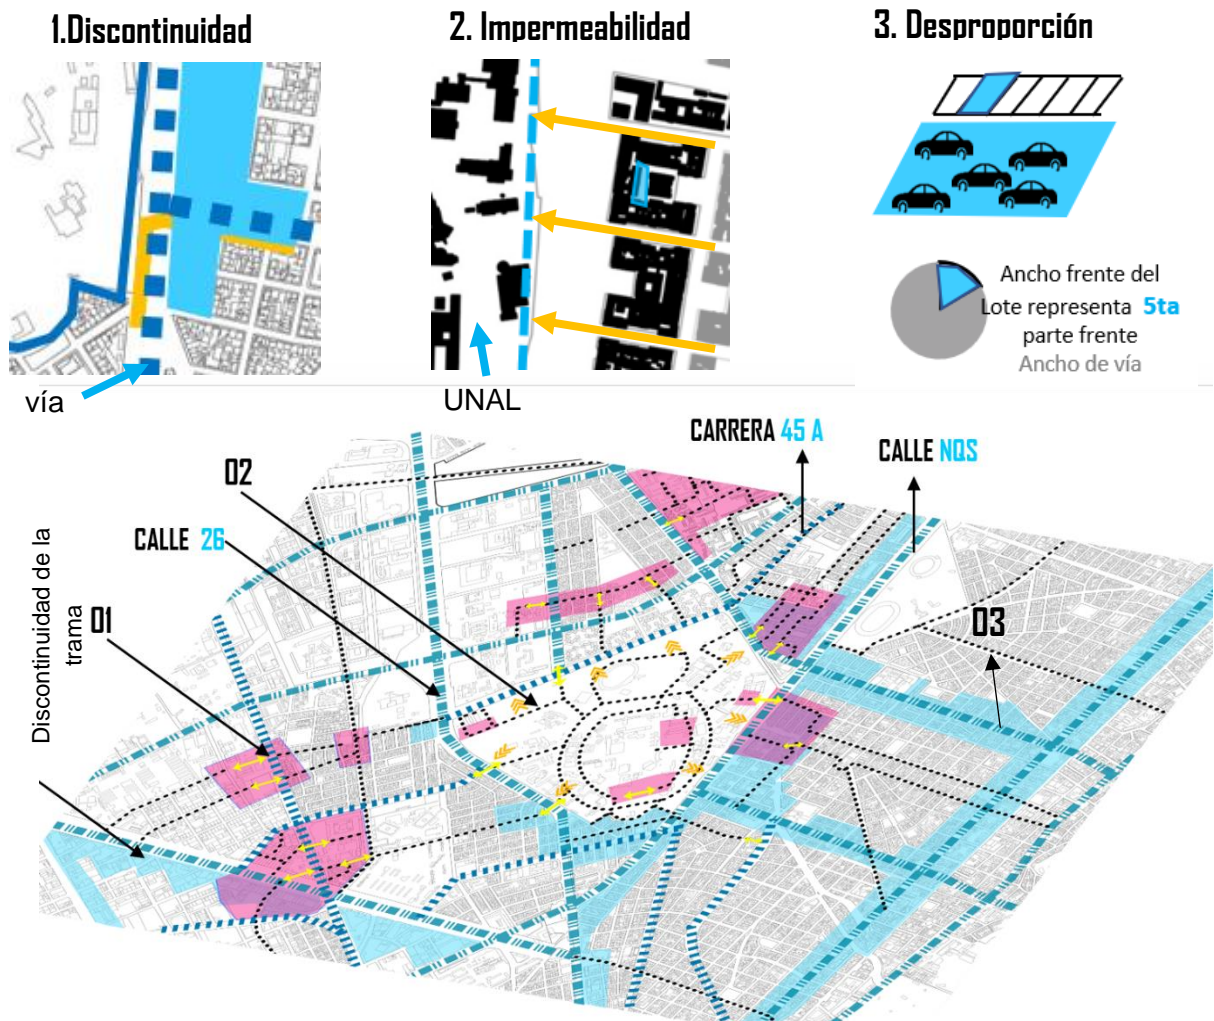 1.Discontinuidad
2. Impermeabilidad
3. Desproporción
Ancho frente del
Lote representa 5ta
parte frente
Ancho de vía
vía
UNAL
CARRERA 45 A
CALLE NQS
02
CALLE 26
Discontinuidad de la
trama
01
03